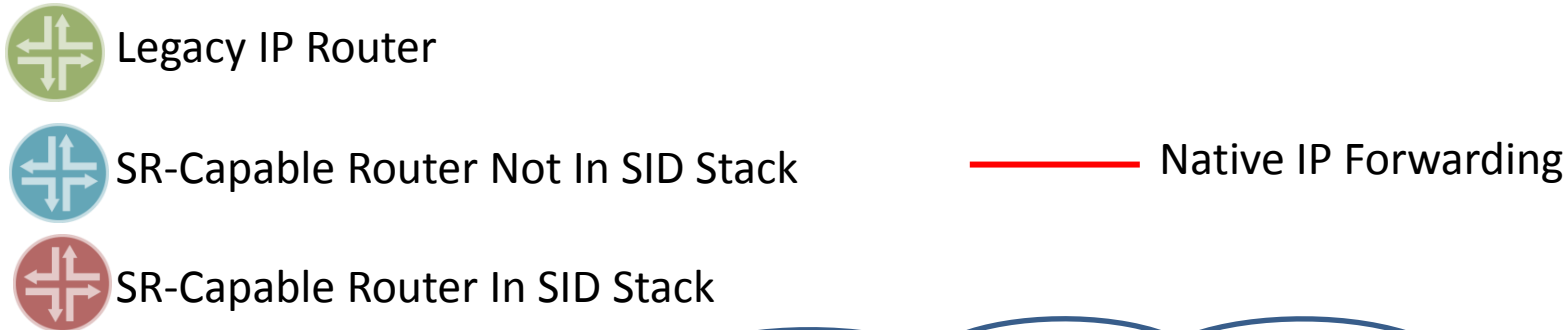 Legacy IP Router
SR-Capable Router Not In SID Stack
Native IP Forwarding
SR-Capable Router In SID Stack